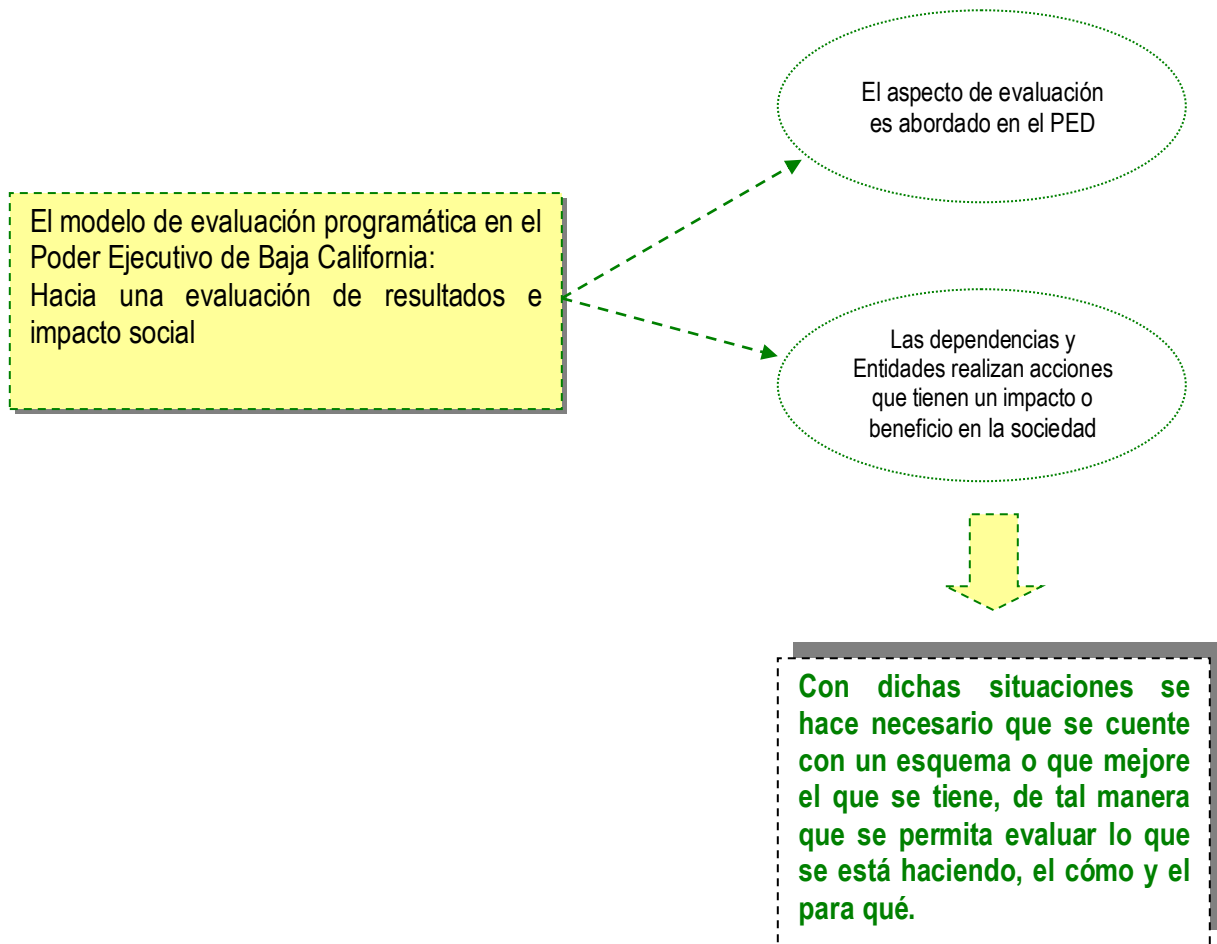 El aspecto de evaluación
es abordado en el PED
El modelo de evaluación programática en el
Poder Ejecutivo de Baja California:
Hacia una evaluación de resultados e
impacto social
Las dependencias y
Entidades realizan acciones
que tienen un impacto o
beneficio en la sociedad
Con dichas situaciones se
hace necesario que se cuente
con un esquema o que mejore
el que se tiene, de tal manera
que se permita evaluar lo que
se está haciendo, el cómo y el
para qué.